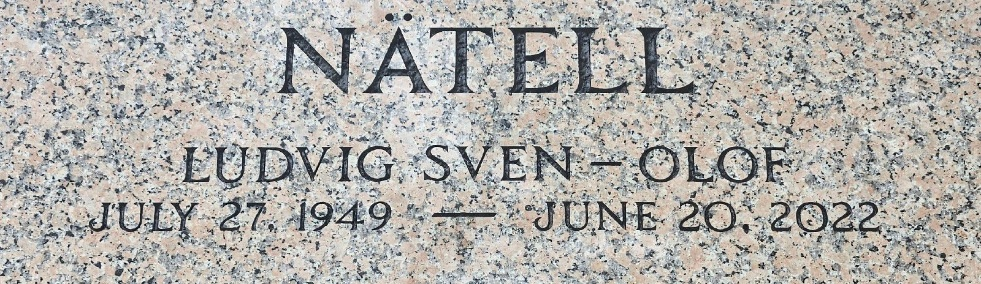 NÄTELL
LUDVIG SVEN-OLOF
JULY 27, 1949 — JUNE 20, 2022